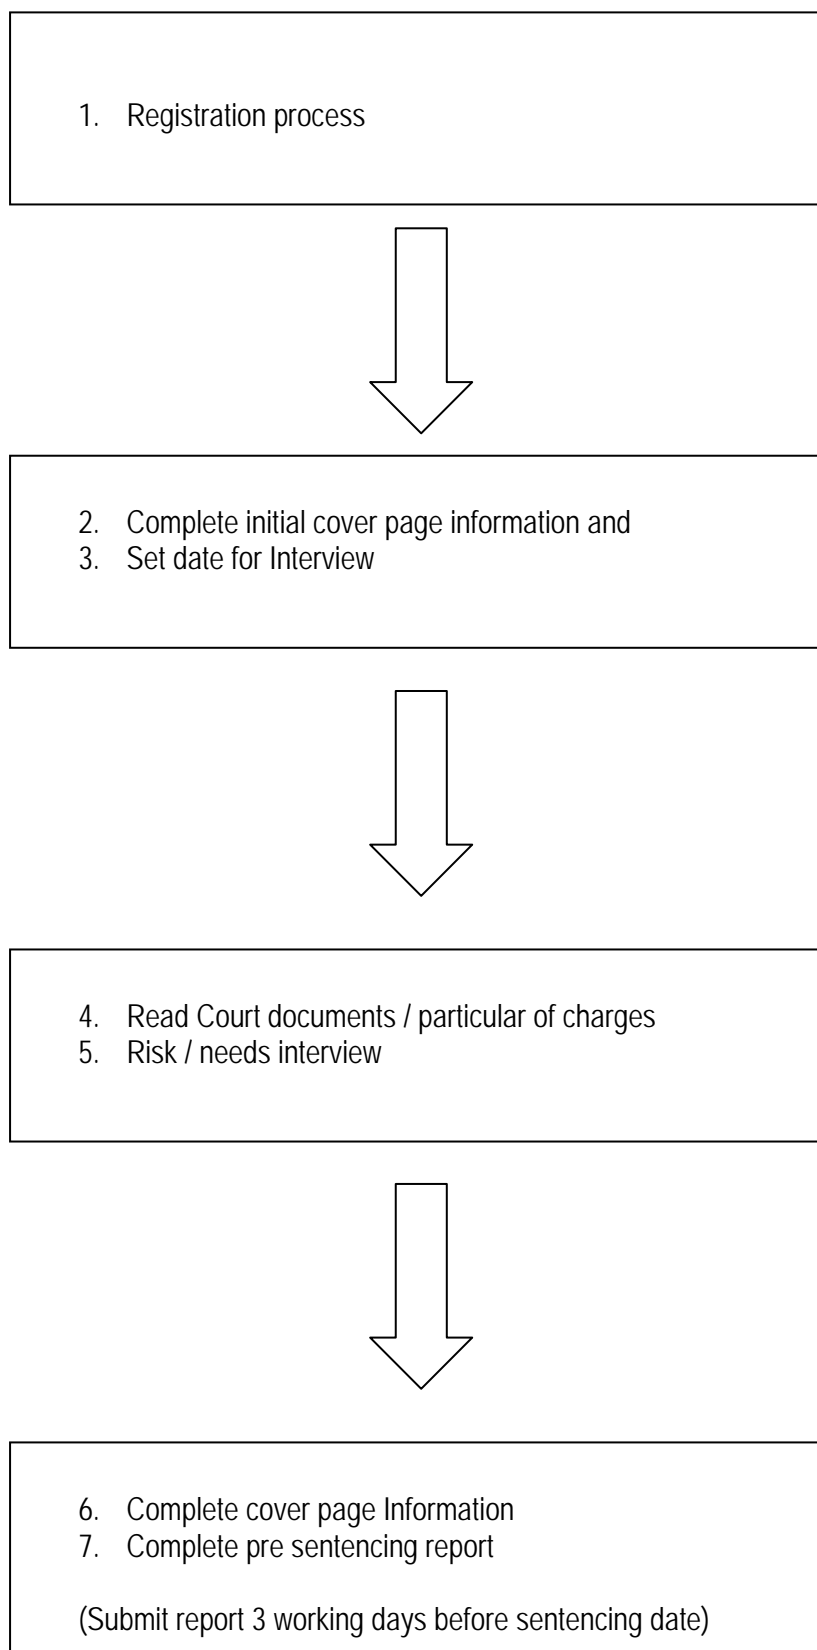 1. Registration process
2. Complete initial cover page information and
3. Set date for Interview
4. Read Court documents / particular of charges
5. Risk / needs interview
6. Complete cover page Information
7. Complete pre sentencing report
(Submit report 3 working days before sentencing date)